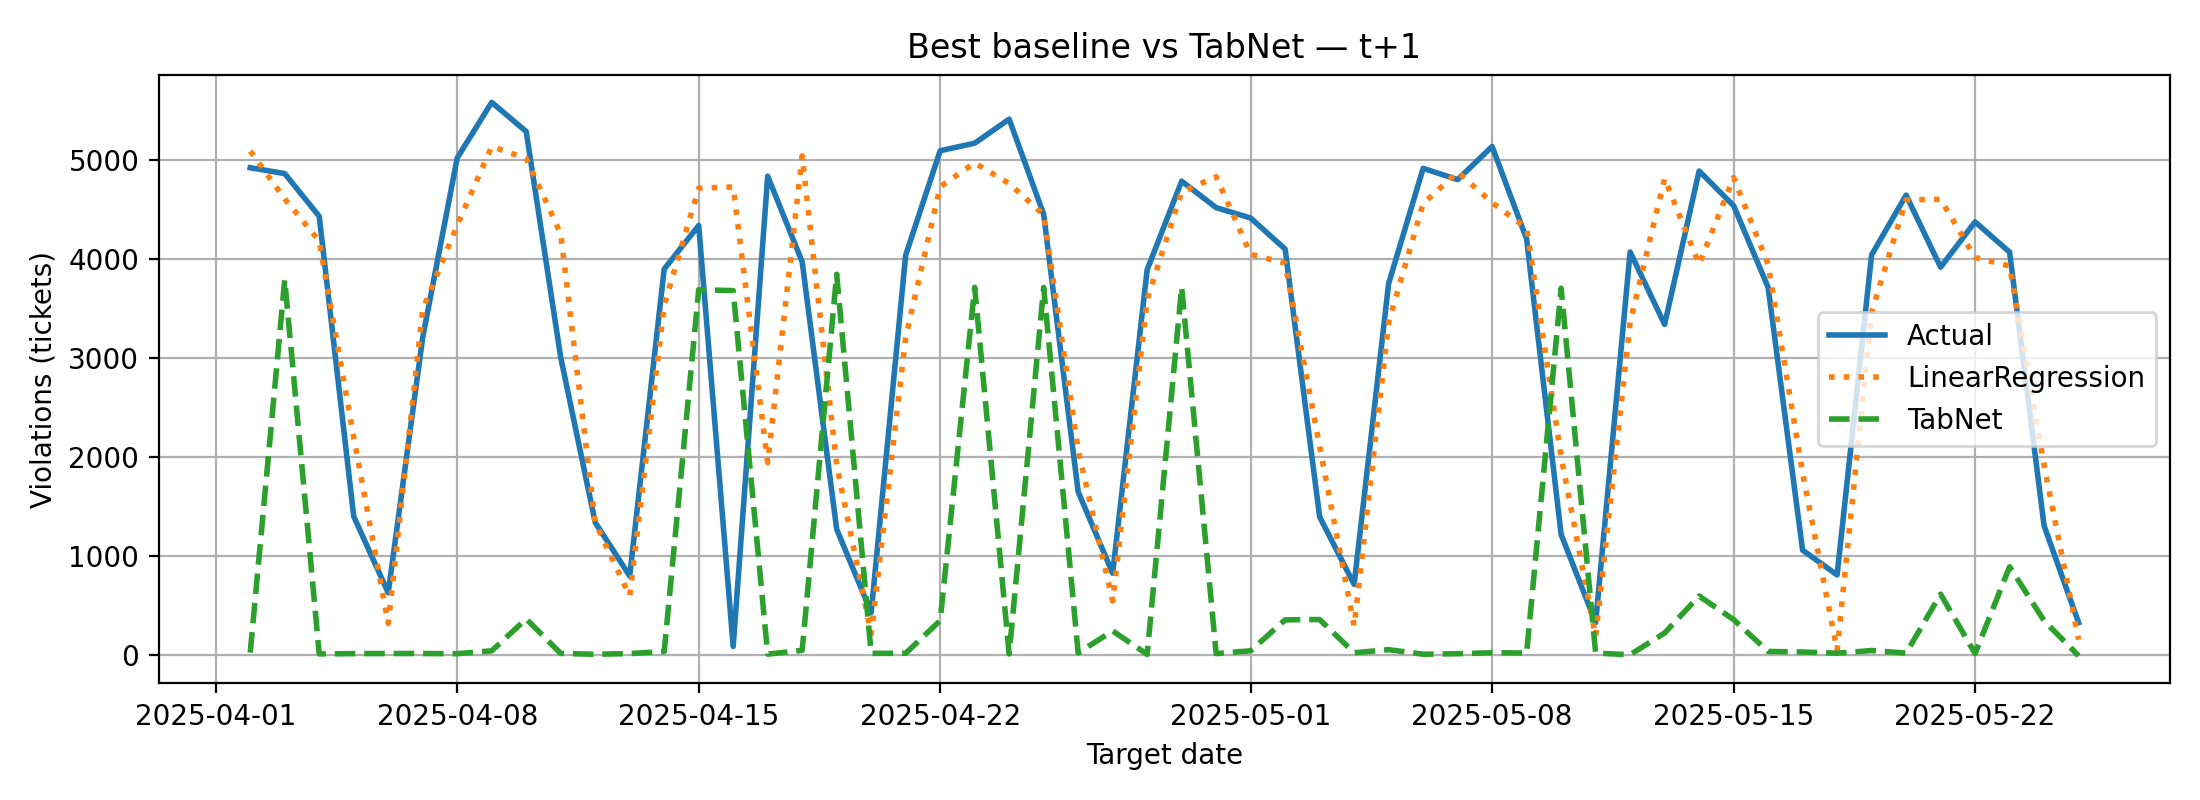 Best baseline vs TabNet — t+1
Violations (tickets)
5000
4000
3000
2000
1000
0
Actual
LinearRegression
TabNet
2025-04-01 2025-04-08 2025-04-15 2025-04-22 2025-05-01 2025-05-08 2025-05-15 2025-05-22
Target date